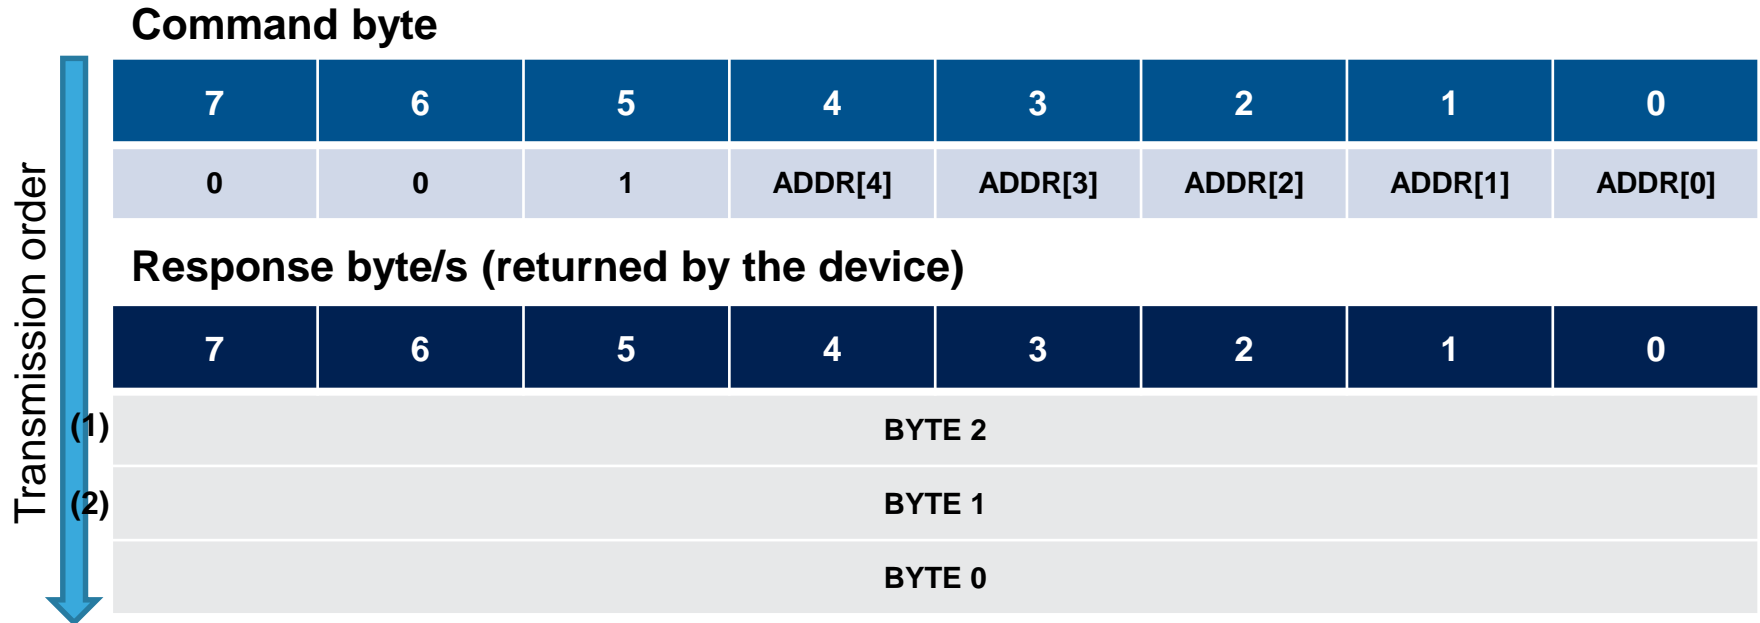 Command byte
7 6 5 4 3 2 1 0
0 0 1 ADDR[4] ADDR[3] ADDR[2] ADDR[1] ADDR[0]
Transmission order
Response byte/s (returned by the device)
7 6 5 4 3 2 1 0
(1) BYTE 2
(2) BYTE 1
BYTE 0